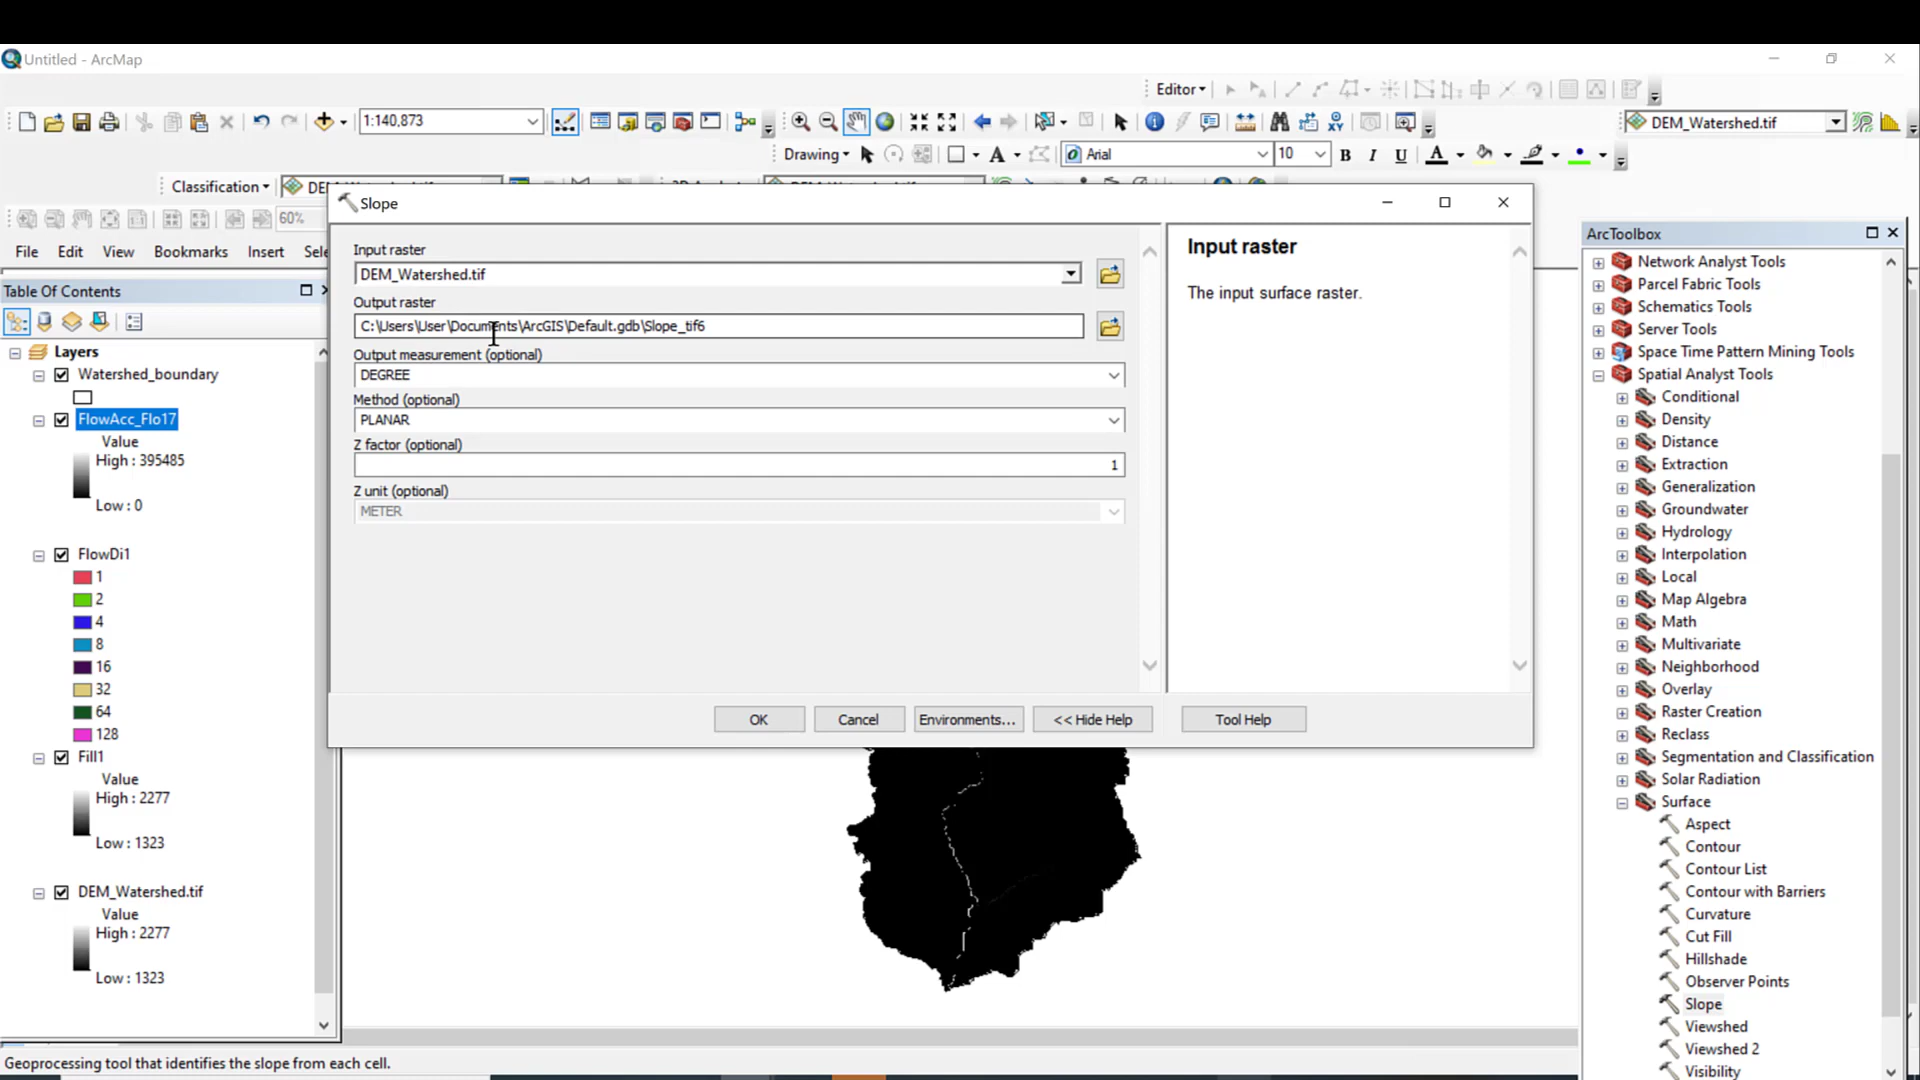 Untitled - ArcMap
Editor
1:140,873
DEM_Watershed.tif
Drawing
Arial
10
B I U A
Classification
60%
File Edit View Bookmarks Insert
Slope
Input raster
DEM_Watershed.tif
Output raster
C:\Users\User\Documents\ArcGIS\Default.gdb\Slope_tif6
Output measurement (optional)
DEGREE
Method (optional)
PLANAR
Z factor (optional)
1
Z unit (optional)
METER
OK
Cancel
Environments...
<< Hide Help
Tool Help
Input raster
The input surface raster.
Table Of Contents
Layers
Watershed_boundary
FlowAcc_Flo17
Value
High : 395485
Low : 0
FlowDi1
1
2
4
8
16
32
64
128
Fill1
Value
High : 2277
Low : 1323
DEM_Watershed.tif
Value
High : 2277
Low : 1323
ArcToolbox
Network Analyst Tools
Parcel Fabric Tools
Schematics Tools
Server Tools
Space Time Pattern Mining Tools
Spatial Analyst Tools
Conditional
Density
Distance
Extraction
Generalization
Groundwater
Hydrology
Interpolation
Local
Map Algebra
Math
Multivariate
Neighborhood
Overlay
Raster Creation
Reclass
Segmentation and Classification
Solar Radiation
Surface
Aspect
Contour
Contour List
Contour with Barriers
Curvature
Cut Fill
Hillshade
Observer Points
Slope
Viewshed
Viewshed 2
Visibility
Geoprocessing tool that identifies the slope from each cell.